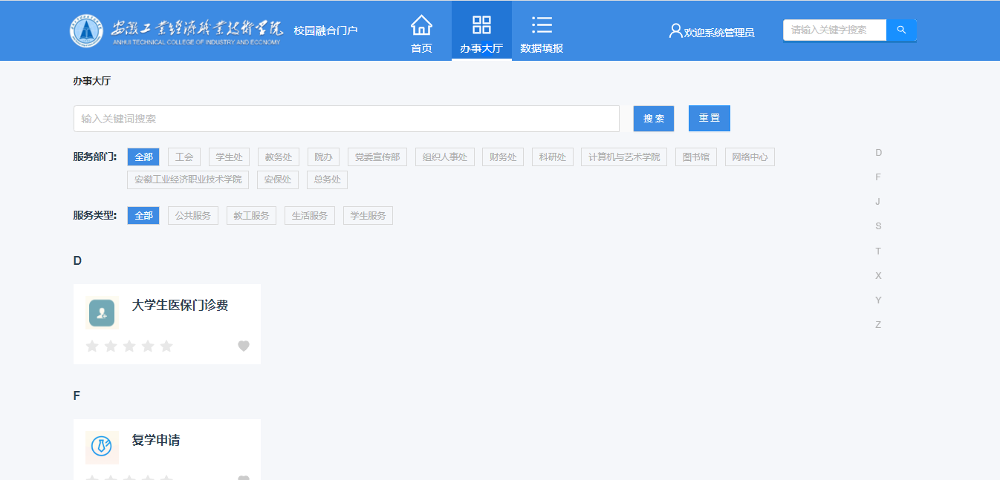 安徽工业经济职业技术学院
ANHUI TECHNICAL COLLEGE OF INDUSTRY AND ECONOMY
校园融合门户
首页
办事大厅
数据填报
欢迎系统管理员
请输入关键字搜索
办事大厅
输入关键词搜索
搜 索
重 置
服务部门: 全部 工会 学生处 教务处 院办 党委宣传部 组织人事处 财务处 科研处 计算机与艺术学院 图书馆 网络中心
安徽工业经济职业技术学院 安保处 总务处
服务类型: 全部 公共服务 教工服务 生活服务 学生服务
D
大学生医保门诊费
F
复学申请
D
F
J
S
T
X
Y
Z